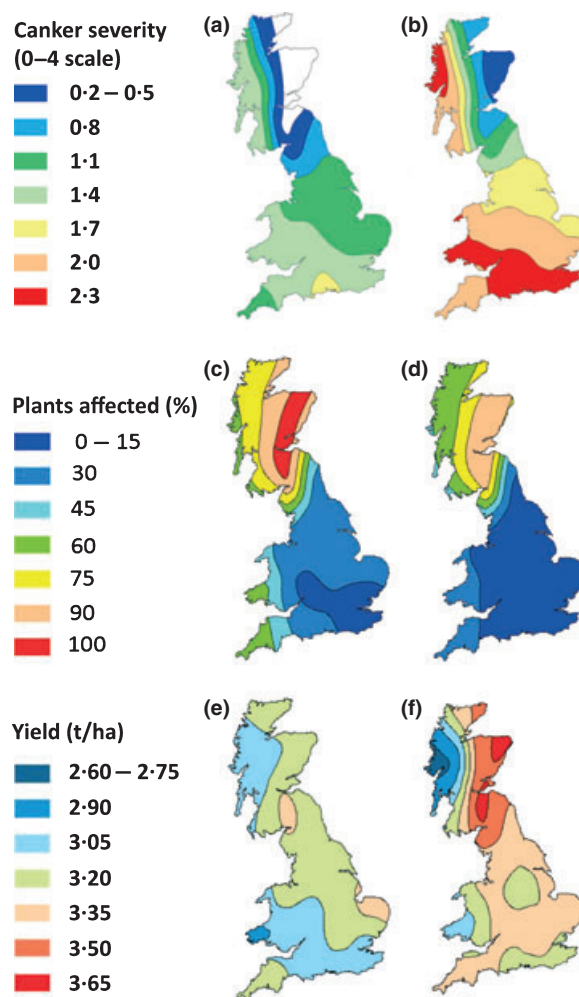 Canker severity
(0–4 scale)
0·2 – 0·5
0·8
1·1
1·4
1·7
2·0
2·3
(a)
(b)
Plants affected (%)
0 – 15
30
45
60
75
90
100
(c)
(d)
Yield (t/ha)
2·60 – 2·75
2·90
3·05
3·20
3·35
3·50
3·65
(e)
(f)